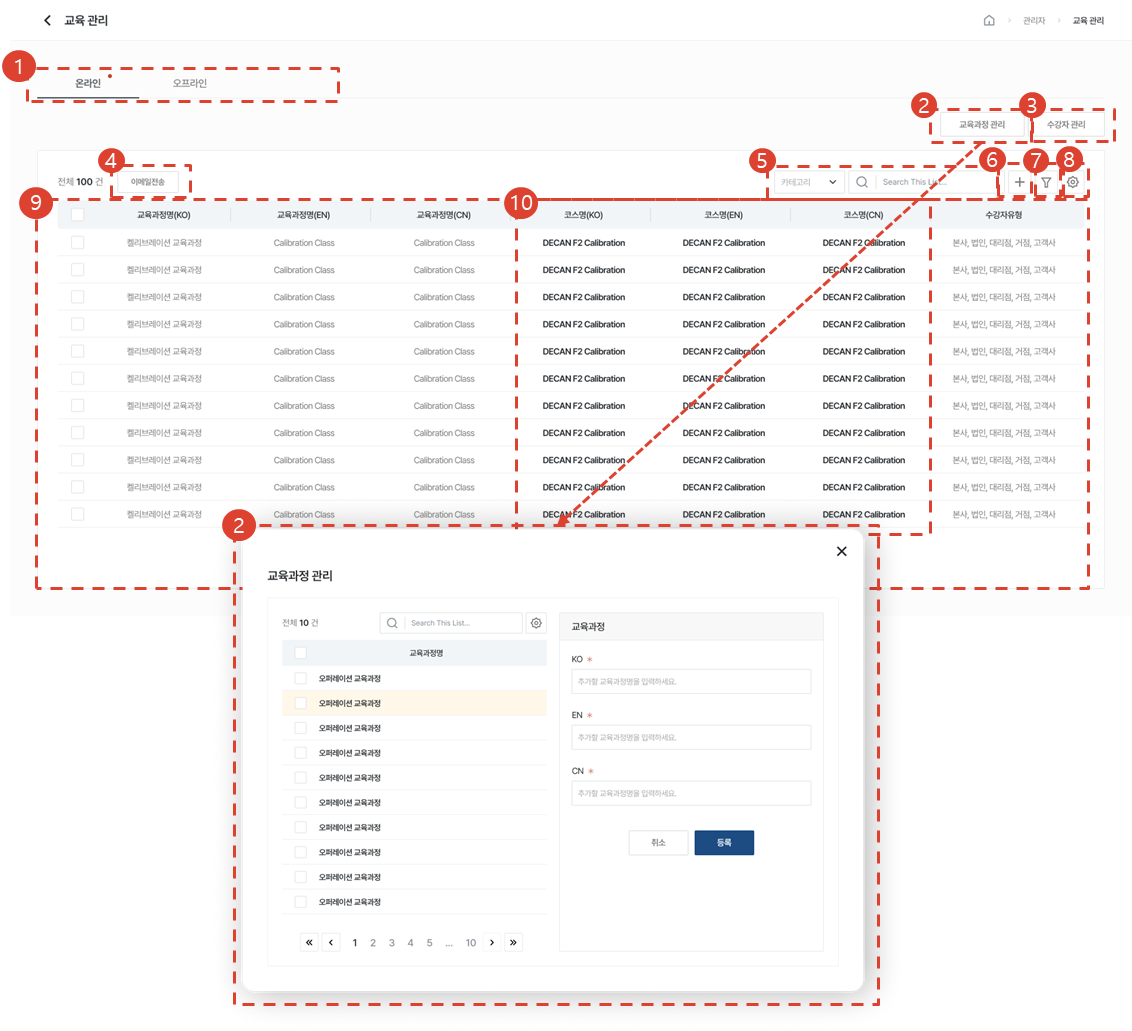 교육 관리
관리자 교육 관리
1
온라인 오프라인
2 3
교육과정 관리 수강자 관리
4 5 6 7 8
전체 100 건 이메일전송 카테고리 Search This List...
9 10
교육과정명(KO) 교육과정명(EN) 교육과정명(CN) 코스명(KO) 코스명(EN) 코스명(CN) 수강자유형
켈리브레이션 교육과정 Calibration Class Calibration Class DECAN F2 Calibration DECAN F2 Calibration DECAN F2 Calibration 본사, 법인, 대리점, 거점, 고객사
켈리브레이션 교육과정 Calibration Class Calibration Class DECAN F2 Calibration DECAN F2 Calibration DECAN F2 Calibration 본사, 법인, 대리점, 거점, 고객사
켈리브레이션 교육과정 Calibration Class Calibration Class DECAN F2 Calibration DECAN F2 Calibration DECAN F2 Calibration 본사, 법인, 대리점, 거점, 고객사
켈리브레이션 교육과정 Calibration Class Calibration Class DECAN F2 Calibration DECAN F2 Calibration DECAN F2 Calibration 본사, 법인, 대리점, 거점, 고객사
켈리브레이션 교육과정 Calibration Class Calibration Class DECAN F2 Calibration DECAN F2 Calibration DECAN F2 Calibration 본사, 법인, 대리점, 거점, 고객사
켈리브레이션 교육과정 Calibration Class Calibration Class DECAN F2 Calibration DECAN F2 Calibration DECAN F2 Calibration 본사, 법인, 대리점, 거점, 고객사
켈리브레이션 교육과정 Calibration Class Calibration Class DECAN F2 Calibration DECAN F2 Calibration DECAN F2 Calibration 본사, 법인, 대리점, 거점, 고객사
켈리브레이션 교육과정 Calibration Class Calibration Class DECAN F2 Calibration DECAN F2 Calibration DECAN F2 Calibration 본사, 법인, 대리점, 거점, 고객사
켈리브레이션 교육과정 Calibration Class Calibration Class DECAN F2 Calibration DECAN F2 Calibration DECAN F2 Calibration 본사, 법인, 대리점, 거점, 고객사
켈리브레이션 교육과정 Calibration Class Calibration Class DECAN F2 Calibration DECAN F2 Calibration DECAN F2 Calibration 본사, 법인, 대리점, 거점, 고객사
켈리브레이션 교육과정 Calibration Class Calibration Class DECAN F2 Calibration DECAN F2 Calibration DECAN F2 Calibration 본사, 법인, 대리점, 거점, 고객사
2
교육과정 관리
전체 10 건 Search This List...
교육과정명
오퍼레이션 교육과정
오퍼레이션 교육과정
오퍼레이션 교육과정
오퍼레이션 교육과정
오퍼레이션 교육과정
오퍼레이션 교육과정
오퍼레이션 교육과정
오퍼레이션 교육과정
오퍼레이션 교육과정
오퍼레이션 교육과정
« ‹ 1 2 3 4 5 ... 10 › »
교육과정
KO *
추가할 교육과정명을 입력하세요.
EN *
추가할 교육과정명을 입력하세요.
CN *
추가할 교육과정명을 입력하세요.
취소 등록